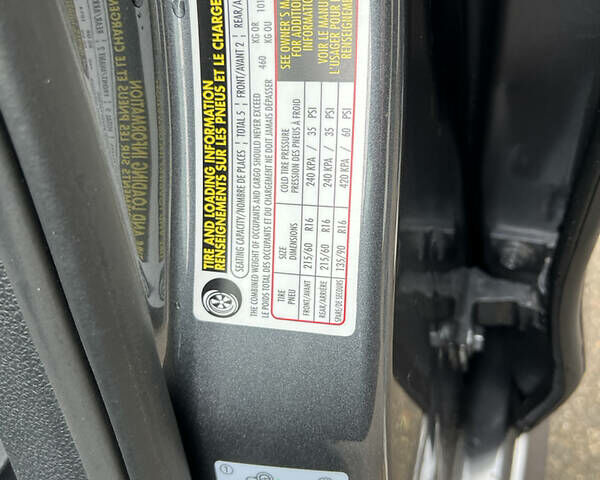 TIRE AND LOADING INFORMATION
RENSEIGNEMENTS SUR LES PNEUS ET LE CHARGE
SEATING CAPACITY/NOMBRE DE PLACES TOTAL 5 FRONT/AVANT 2 REAR/A
THE COMBINED WEIGHT OF OCCUPANTS AND CARGO SHOULD NEVER EXCEED 460 KG OR 101
LE POIDS TOTAL DES OCCUPANTS ET DU CHARGEMENT NE DOIT JAMAIS DÉPASSER KG OU
TIRE SIZE COLD TIRE PRESSURE
PNEU DIMENSIONS PRESSION DES PNEUS À FROID
FRONT/AVANT 215/60 R16 240 KPA / 35 PSI
REAR/ARRIÈRE 215/60 R16 240 KPA / 35 PSI
SPARE/DE SECOURS 135/90 R16 420 KPA / 60 PSI
SEE OWNER'S M
FOR ADDITION
INFORMATION
VOIR LE MANUE
L'USAGER POUR
RENSEIGNEME
1